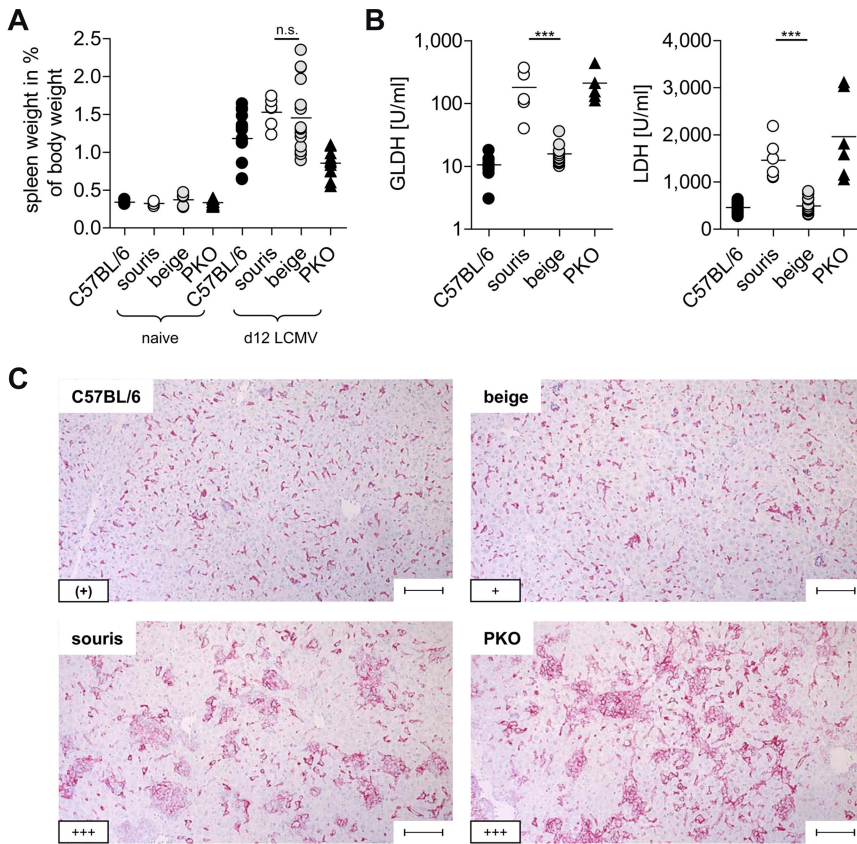 A
spleen weight in %
of body weight
2.5
2.0
1.5
1.0
0.5
0.0
n.s.
C57BL/6
souris
beige
PKO
C57BL/6
souris
beige
PKO
naive
d12 LCMV
B
GLDH [U/ml]
1,000
100
10
1
***
C57BL/6
souris
beige
PKO
LDH [U/ml]
4,000
3,000
2,000
1,000
0
***
C57BL/6
souris
beige
PKO
C
C57BL/6
(+)
beige
+
souris
+++
PKO
+++